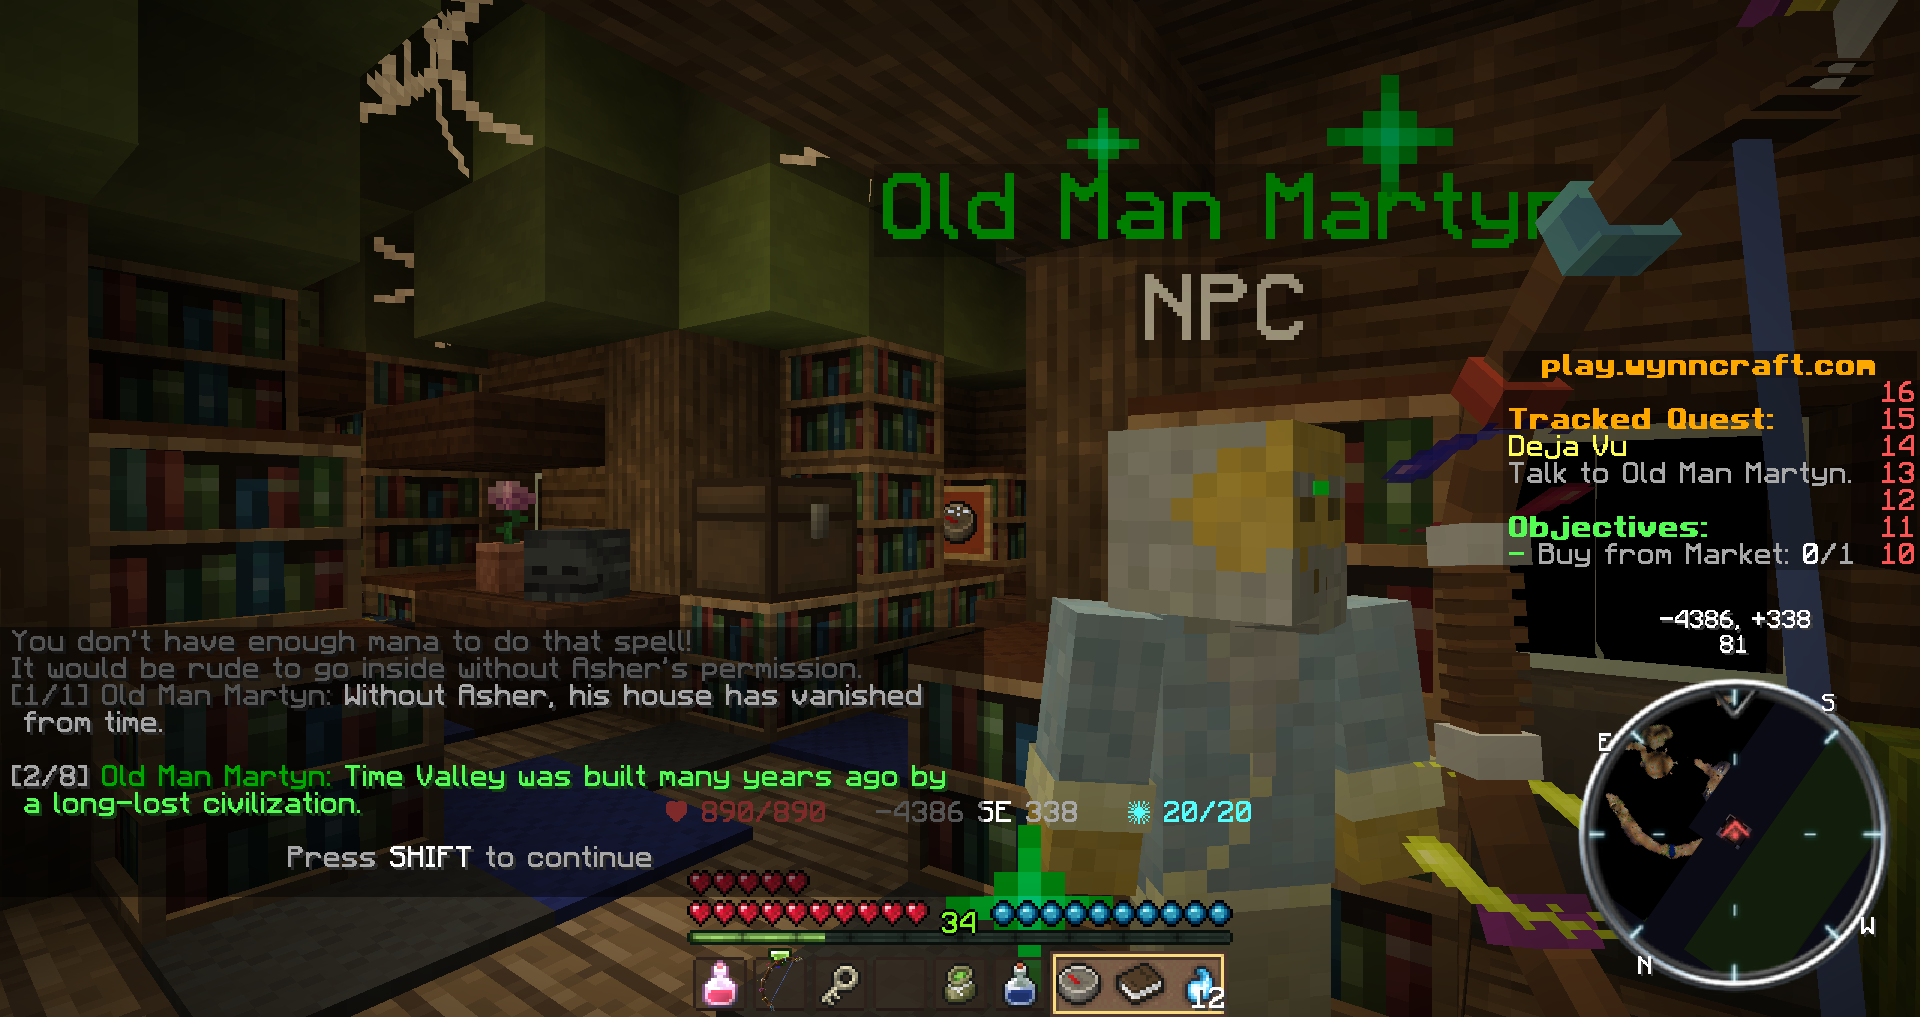 Old Man Martyn
NPC
play.wynncraft.com
16
Tracked Quest: 15
Deja Vu 14
Talk to Old Man Martyn. 13
12
Objectives: 11
- Buy from Market: 0/1 10
-4386, +338
81
You don't have enough mana to do that spell!
It would be rude to go inside without Asher's permission.
[1/1] Old Man Martyn: Without Asher, his house has vanished
from time.
[2/8] Old Man Martyn: Time Valley was built many years ago by
a long-lost civilization.
Press SHIFT to continue
890/890 -4386 SE 338 20/20
34
12
S
E
W
N